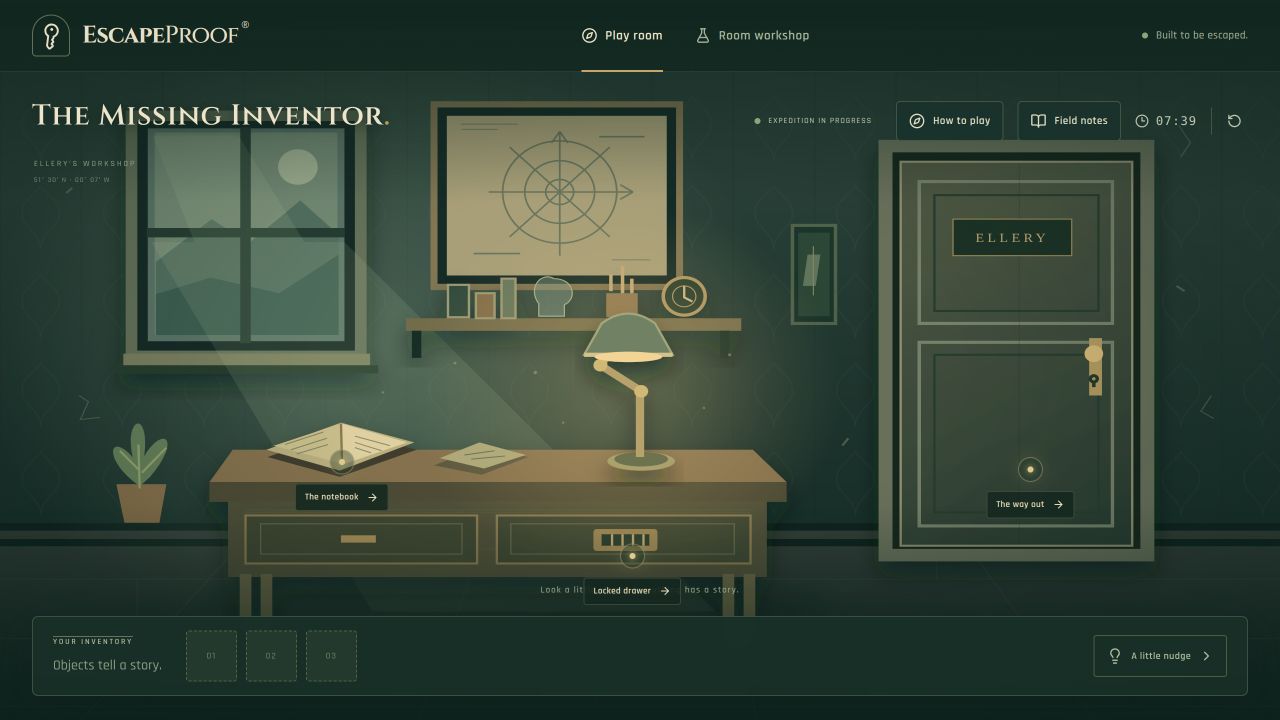 ESCAPEPROOF®
Play room
Room workshop
Built to be escaped.
THE MISSING INVENTOR.
EXPEDITION IN PROGRESS
How to play
Field notes
07:39
ELLERY'S WORKSHOP
51° 30' N · 00° 07' W
ELLERY
The notebook
The way out
Look a lit
Locked drawer
has a story.
YOUR INVENTORY
Objects tell a story.
01
02
03
A little nudge